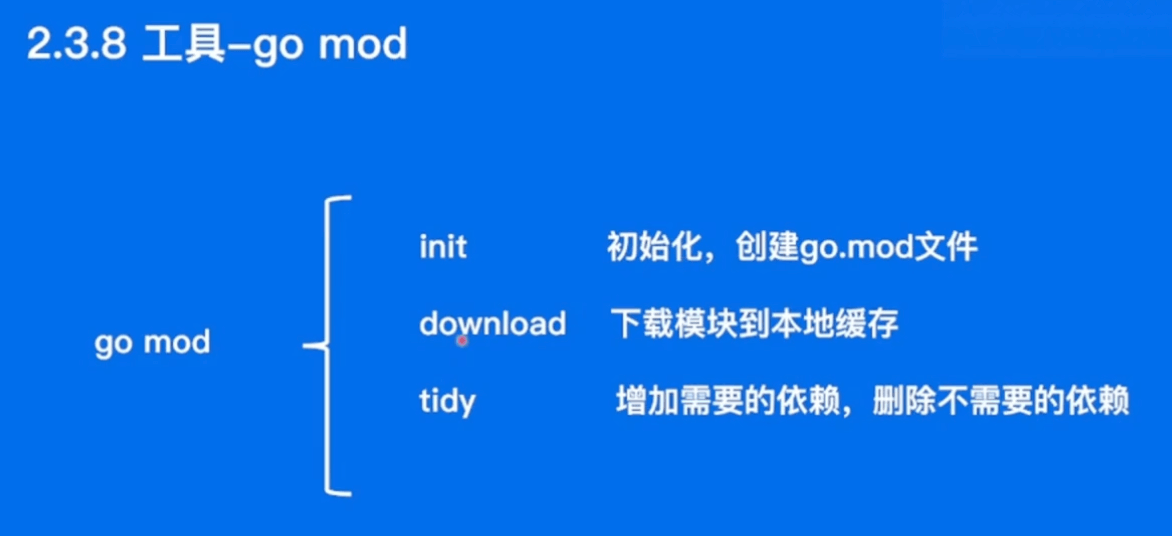 2.3.8 工具-go mod
go mod
init 初始化，创建go.mod文件
download 下载模块到本地缓存
tidy 增加需要的依赖，删除不需要的依赖